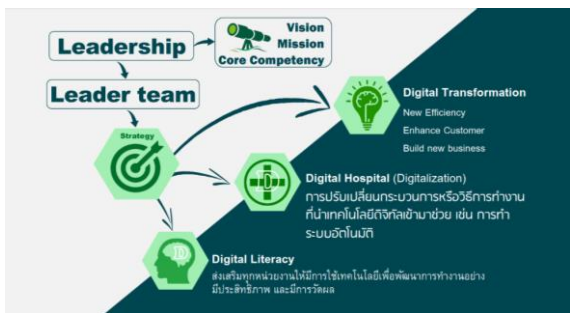 Leadership
Vision
Mission
Core Competency
Leader team
Strategy
Digital Transformation
New Efficiency
Enhance Customer
Build new business
Digital Hospital (Digitalization)
การปรับเปลี่ยนกระบวนการหรือวิธีการทำงาน
ที่นำเทคโนโลยีดิจิทัลเข้ามาช่วย เช่น การทำ
ระบบอัตโนมัติ
Digital Literacy
ส่งเสริมทุกหน่วยงานให้มีการใช้เทคโนโลยีเพื่อพัฒนาการทำงานอย่าง
มีประสิทธิภาพ และมีการวัดผล